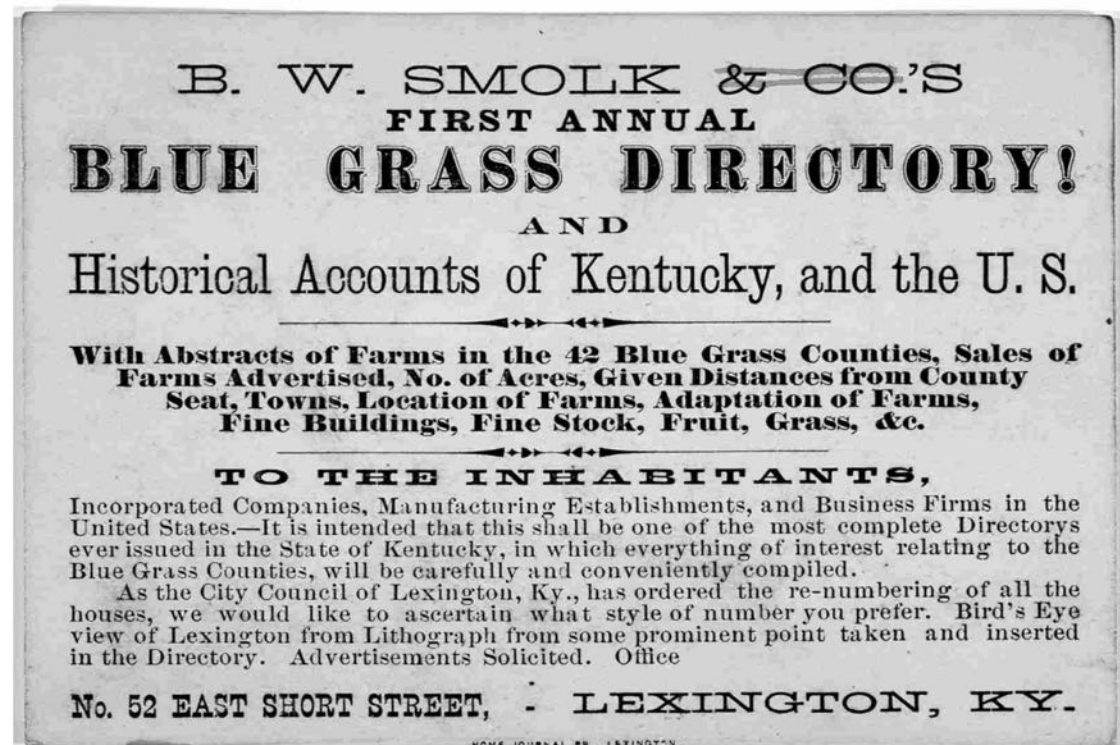 B. W. SMOLK & CO.'S
FIRST ANNUAL
BLUE GRASS DIRECTORY!
AND
Historical Accounts of Kentucky, and the U. S.
With Abstracts of Farms in the 42 Blue Grass Counties, Sales of
Farms Advertised, No. of Acres, Given Distances from County
Seat, Towns, Location of Farms, Adaptation of Farms,
Fine Buildings, Fine Stock, Fruit, Grass, &c.
TO THE INHABITANTS,
Incorporated Companies, Manufacturing Establishments, and Business Firms in the
United States.—It is intended that this shall be one of the most complete Directorys
ever issued in the State of Kentucky, in which everything of interest relating to the
Blue Grass Counties, will be carefully and conveniently compiled.
As the City Council of Lexington, Ky., has ordered the re-numbering of all the
houses, we would like to ascertain what style of number you prefer. Bird's Eye
view of Lexington from Lithograph from some prominent point taken and inserted
in the Directory. Advertisements Solicited. Office
No. 52 EAST SHORT STREET, - LEXINGTON, KY.
HOME JOURNAL PR. LEXINGTON